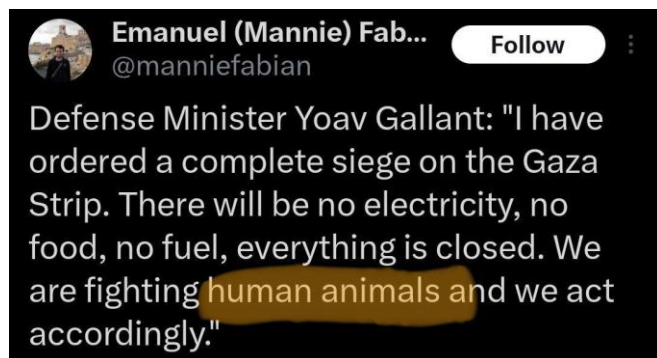 Emanuel (Mannie) Fab...
Follow
@manniefabian
Defense Minister Yoav Gallant: "I have
ordered a complete siege on the Gaza
Strip. There will be no electricity, no
food, no fuel, everything is closed. We
are fighting human animals and we act
accordingly."